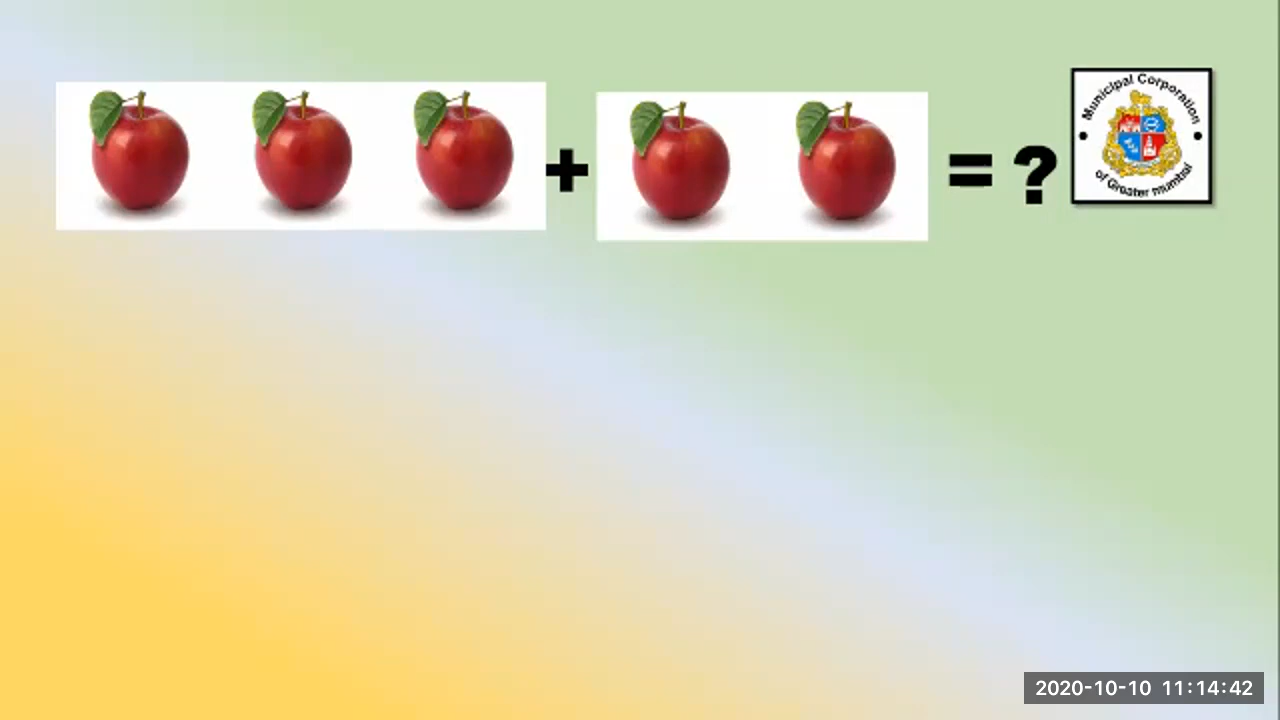 + = ?
Municipal Corporation
of Greater mumbai
2020-10-10 11:14:42